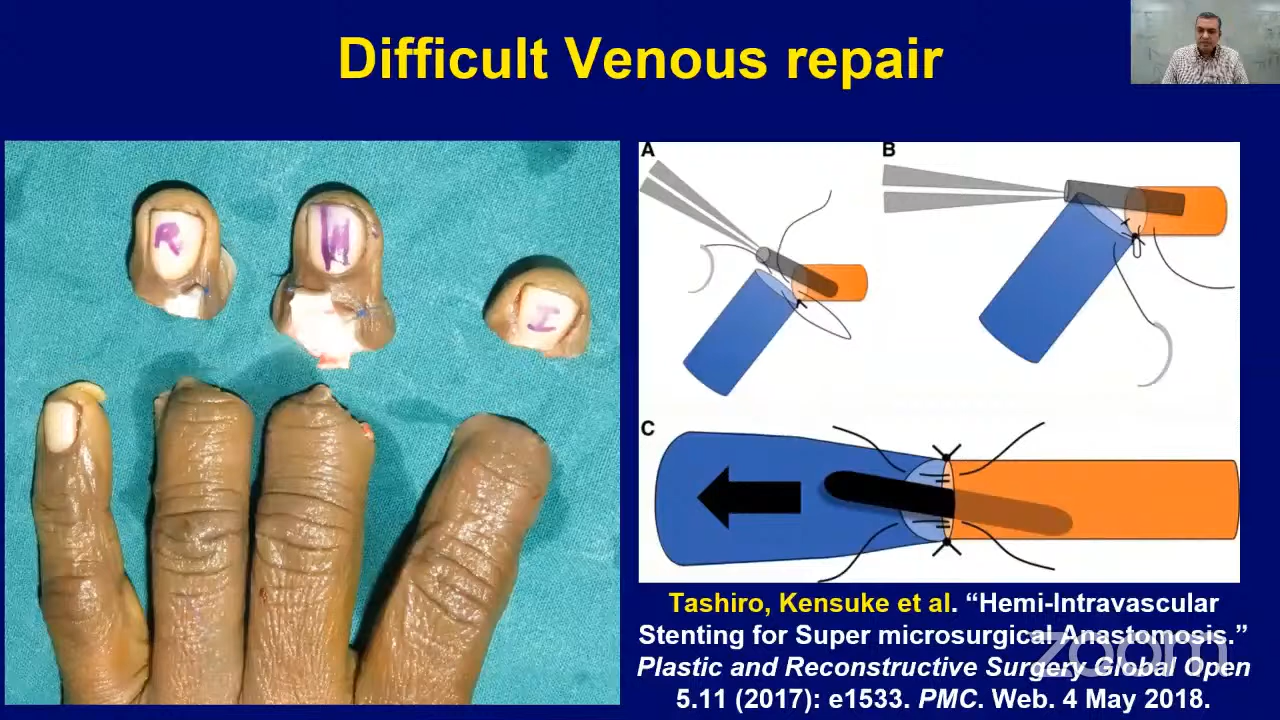 Difficult Venous repair
R
M
I
A
B
C
Tashiro, Kensuke et al. “Hemi-Intravascular
Stenting for Super microsurgical Anastomosis.”
Plastic and Reconstructive Surgery Global Open
5.11 (2017): e1533. PMC. Web. 4 May 2018.
zoom